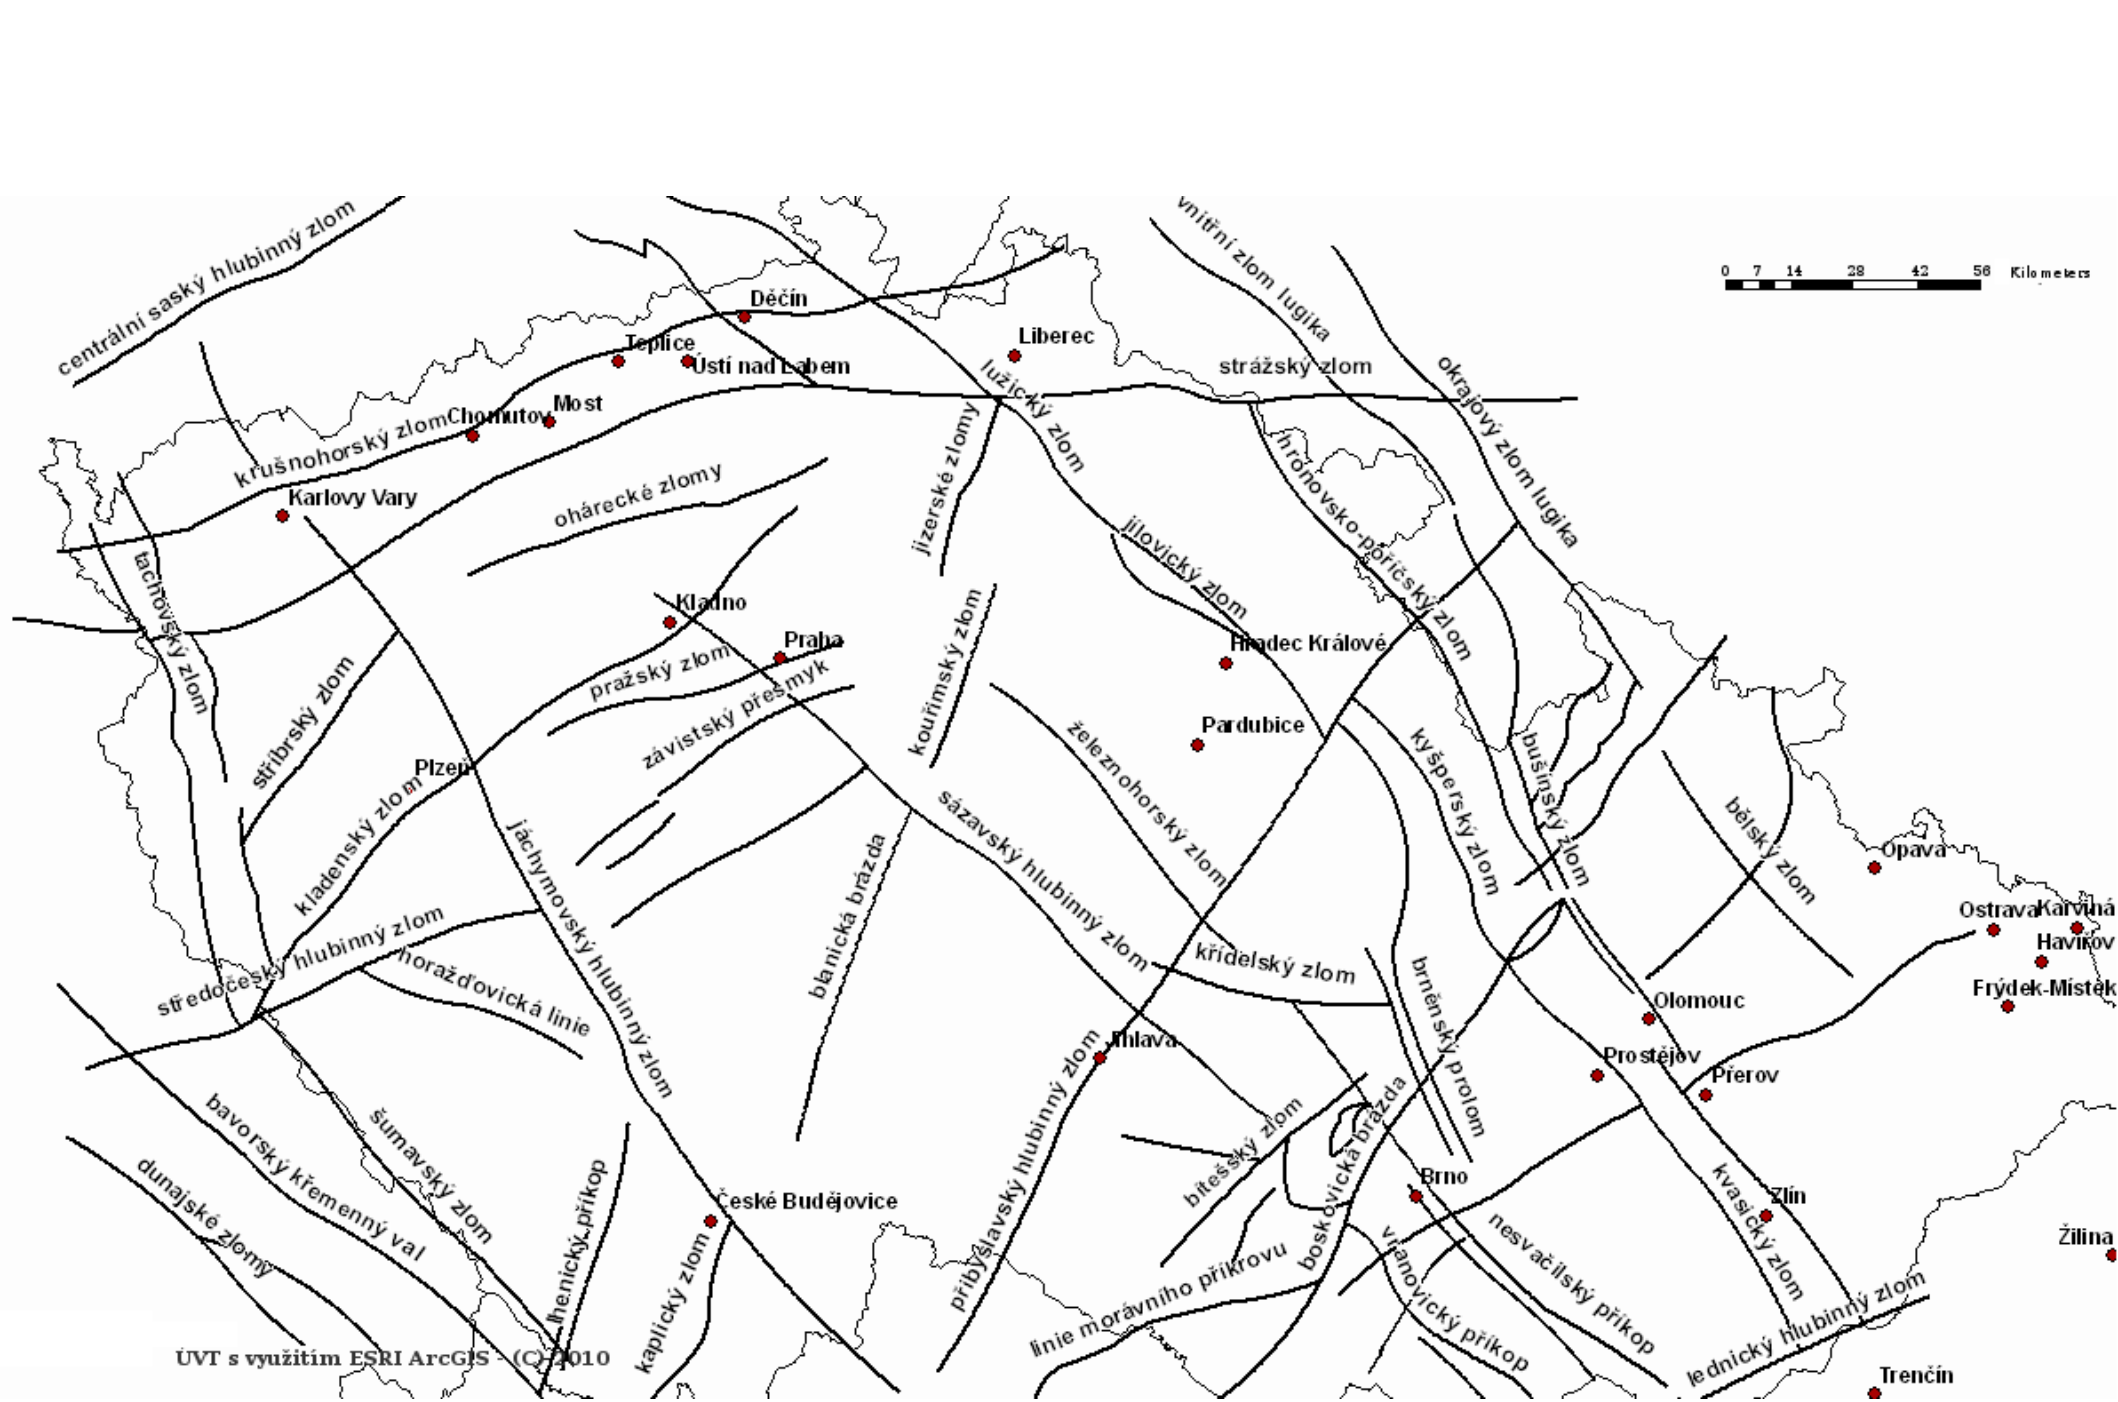 centrální saský hlubinný zlom
vnitřní zlom lugika
0 7 14 28 42 56 Kilometers
Děčín
Liberec
Teplice
Ústí nad Labem
strážský zlom
okrajový zlom lugika
lužický zlom
Most
Chomutov
krušnohorský zlom
Karlovy Vary
ohárecké zlomy
jizerské zlomy
hronovsko-poříčský zlom
jílovický zlom
tachovský zlom
Kladno
kouřimský zlom
Praha
Hradec Králové
pražský zlom
stříbrský zlom
závistský přesmyk
Pardubice
železnohorský zlom
kyšperský zlom
bušínský zlom
Plzeň
kladenský zlom
jáchymovský hlubinný zlom
sázavský hlubinný zlom
blanická brázda
bělský zlom
Opava
Ostrava
Karviná
Havířov
Frýdek-Místek
středočeský hlubinný zlom
horažďovická linie
křídelský zlom
brněnský prolom
Olomouc
Jihlava
Prostějov
Přerov
přibyslavský hlubinný zlom
bavorský křemenný val
šumavský zlom
bítešský zlom
boskovická brázda
dunajské zlomy
lhenický příkop
České Budějovice
kaplický zlom
Brno
Zlín
kvasický zlom
Žilina
linie morávního příkrovu
vranovický příkop
nesvačilský příkop
lednický hlubinný zlom
ÚVT s využitím ESRI ArcGIS - (C) 2010
Trenčín